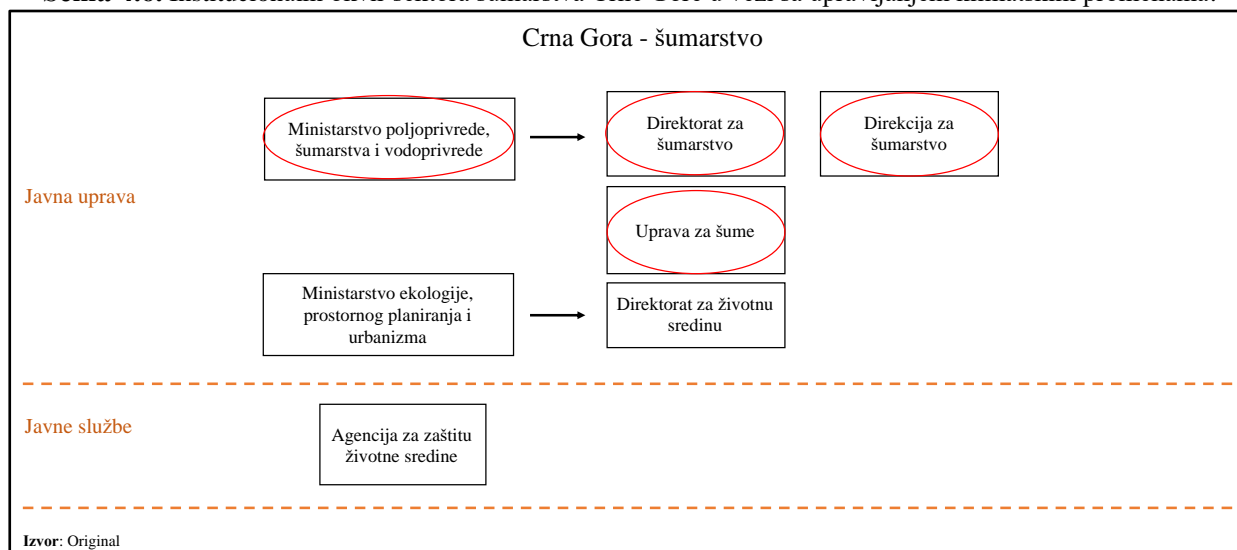 Crna Gora - šumarstvo
Ministarstvo poljoprivrede,
šumarstva i vodoprivrede
Direktorat za
šumarstvo
Direkcija za
šumarstvo
Javna uprava
Uprava za šume
Ministarstvo ekologije,
prostornog planiranja i
urbanizma
Direktorat za životnu
sredinu
Javne službe
Agencija za zaštitu
životne sredine
Izvor: Original